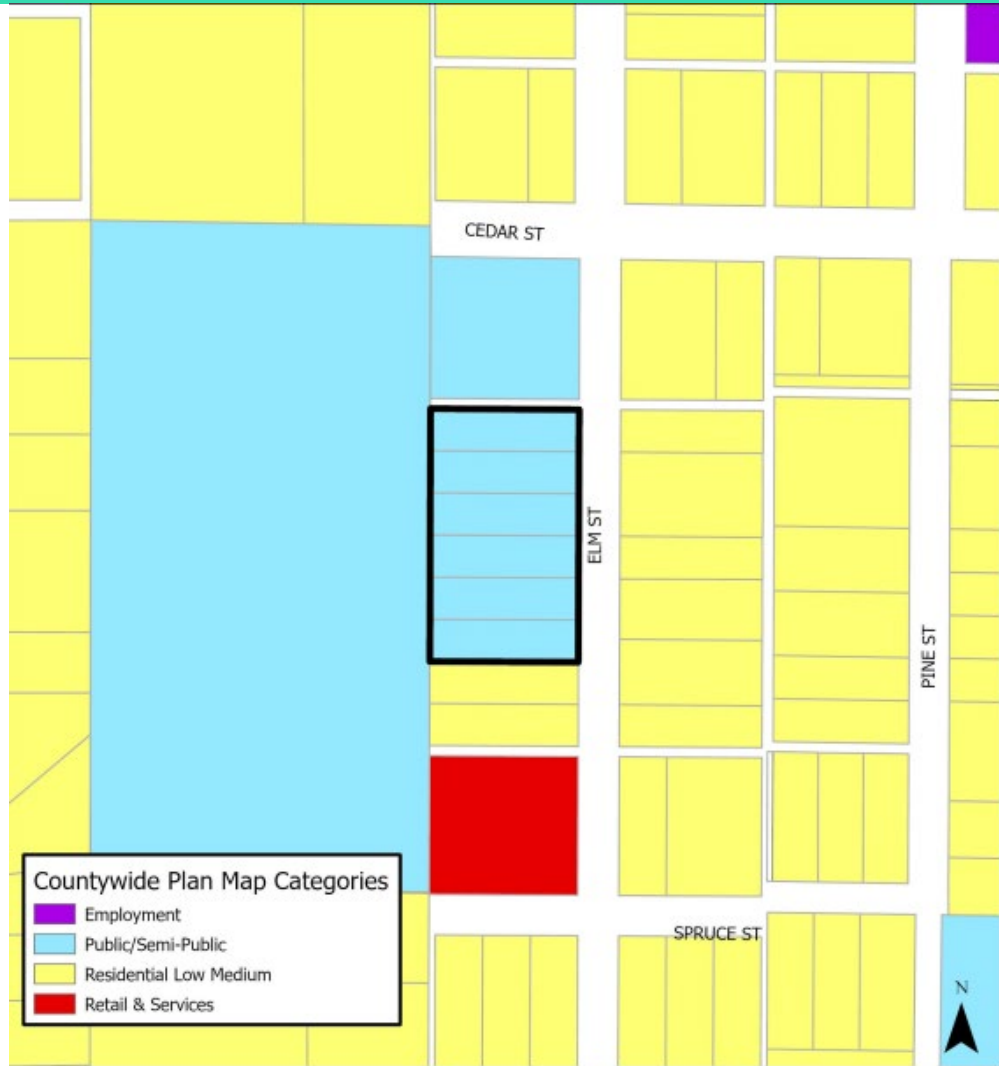 CEDAR ST
ELM ST
PINE ST
SPRUCE ST
Countywide Plan Map Categories
Employment
Public/Semi-Public
Residential Low Medium
Retail & Services
N